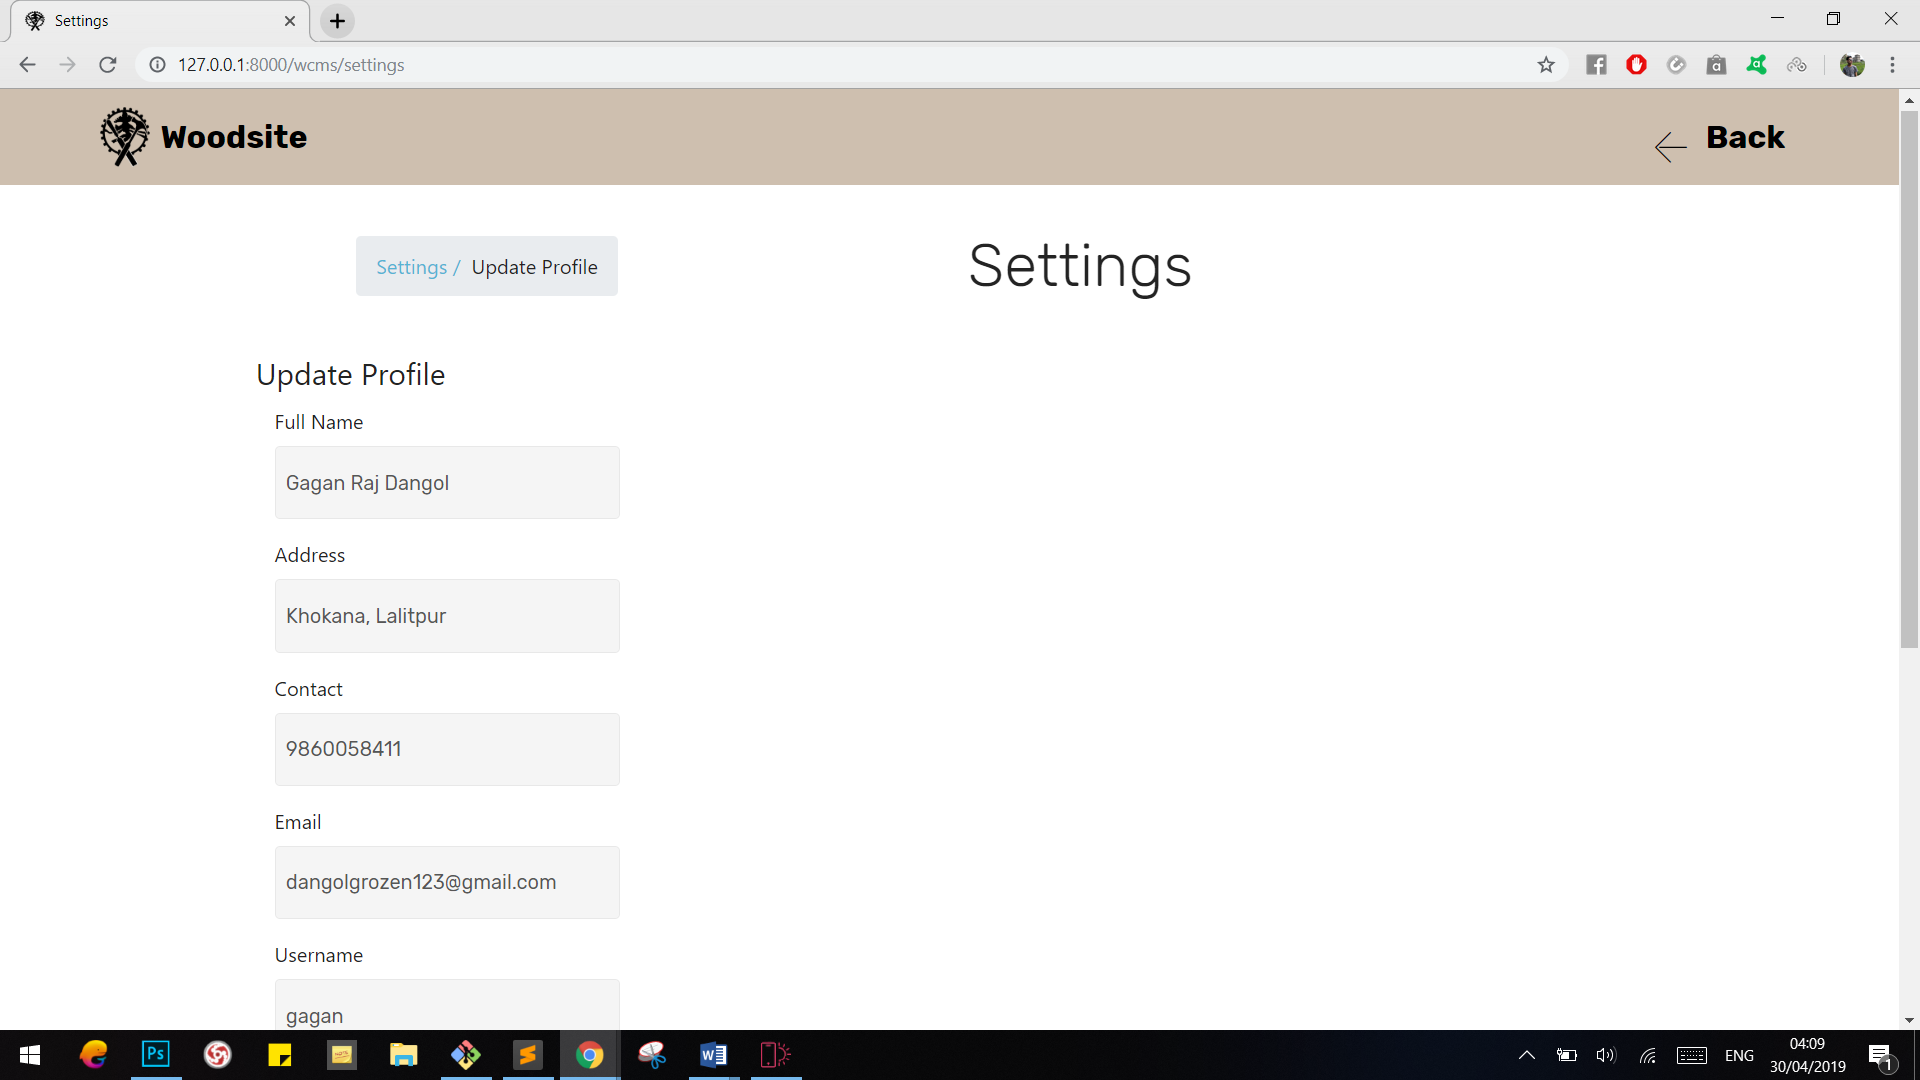 Settings
127.0.0.1:8000/wcms/settings
Woodsite
Back
Settings / Update Profile
Settings
Update Profile
Full Name
Gagan Raj Dangol
Address
Khokana, Lalitpur
Contact
9860058411
Email
dangolgrozen123@gmail.com
Username
gagan
Ps
ENG
04:09
30/04/2019
1